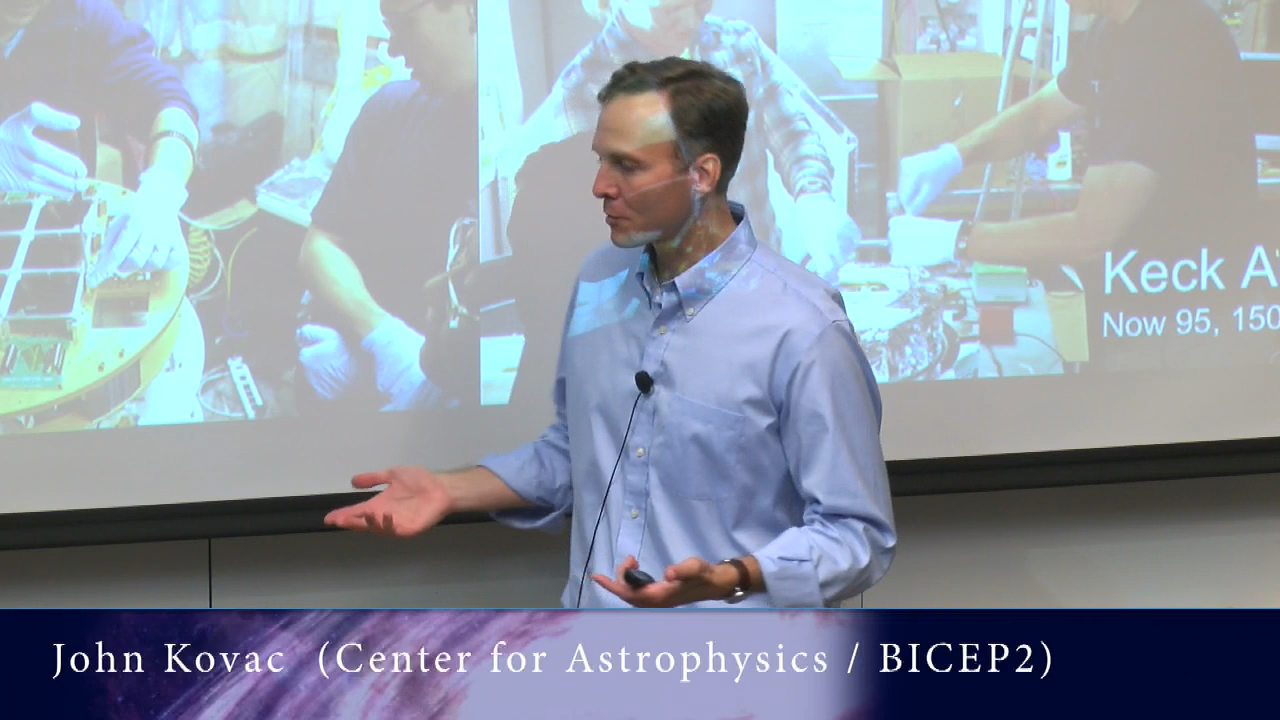 Keck A
Now 95, 150
John Kovac (Center for Astrophysics / BICEP2)